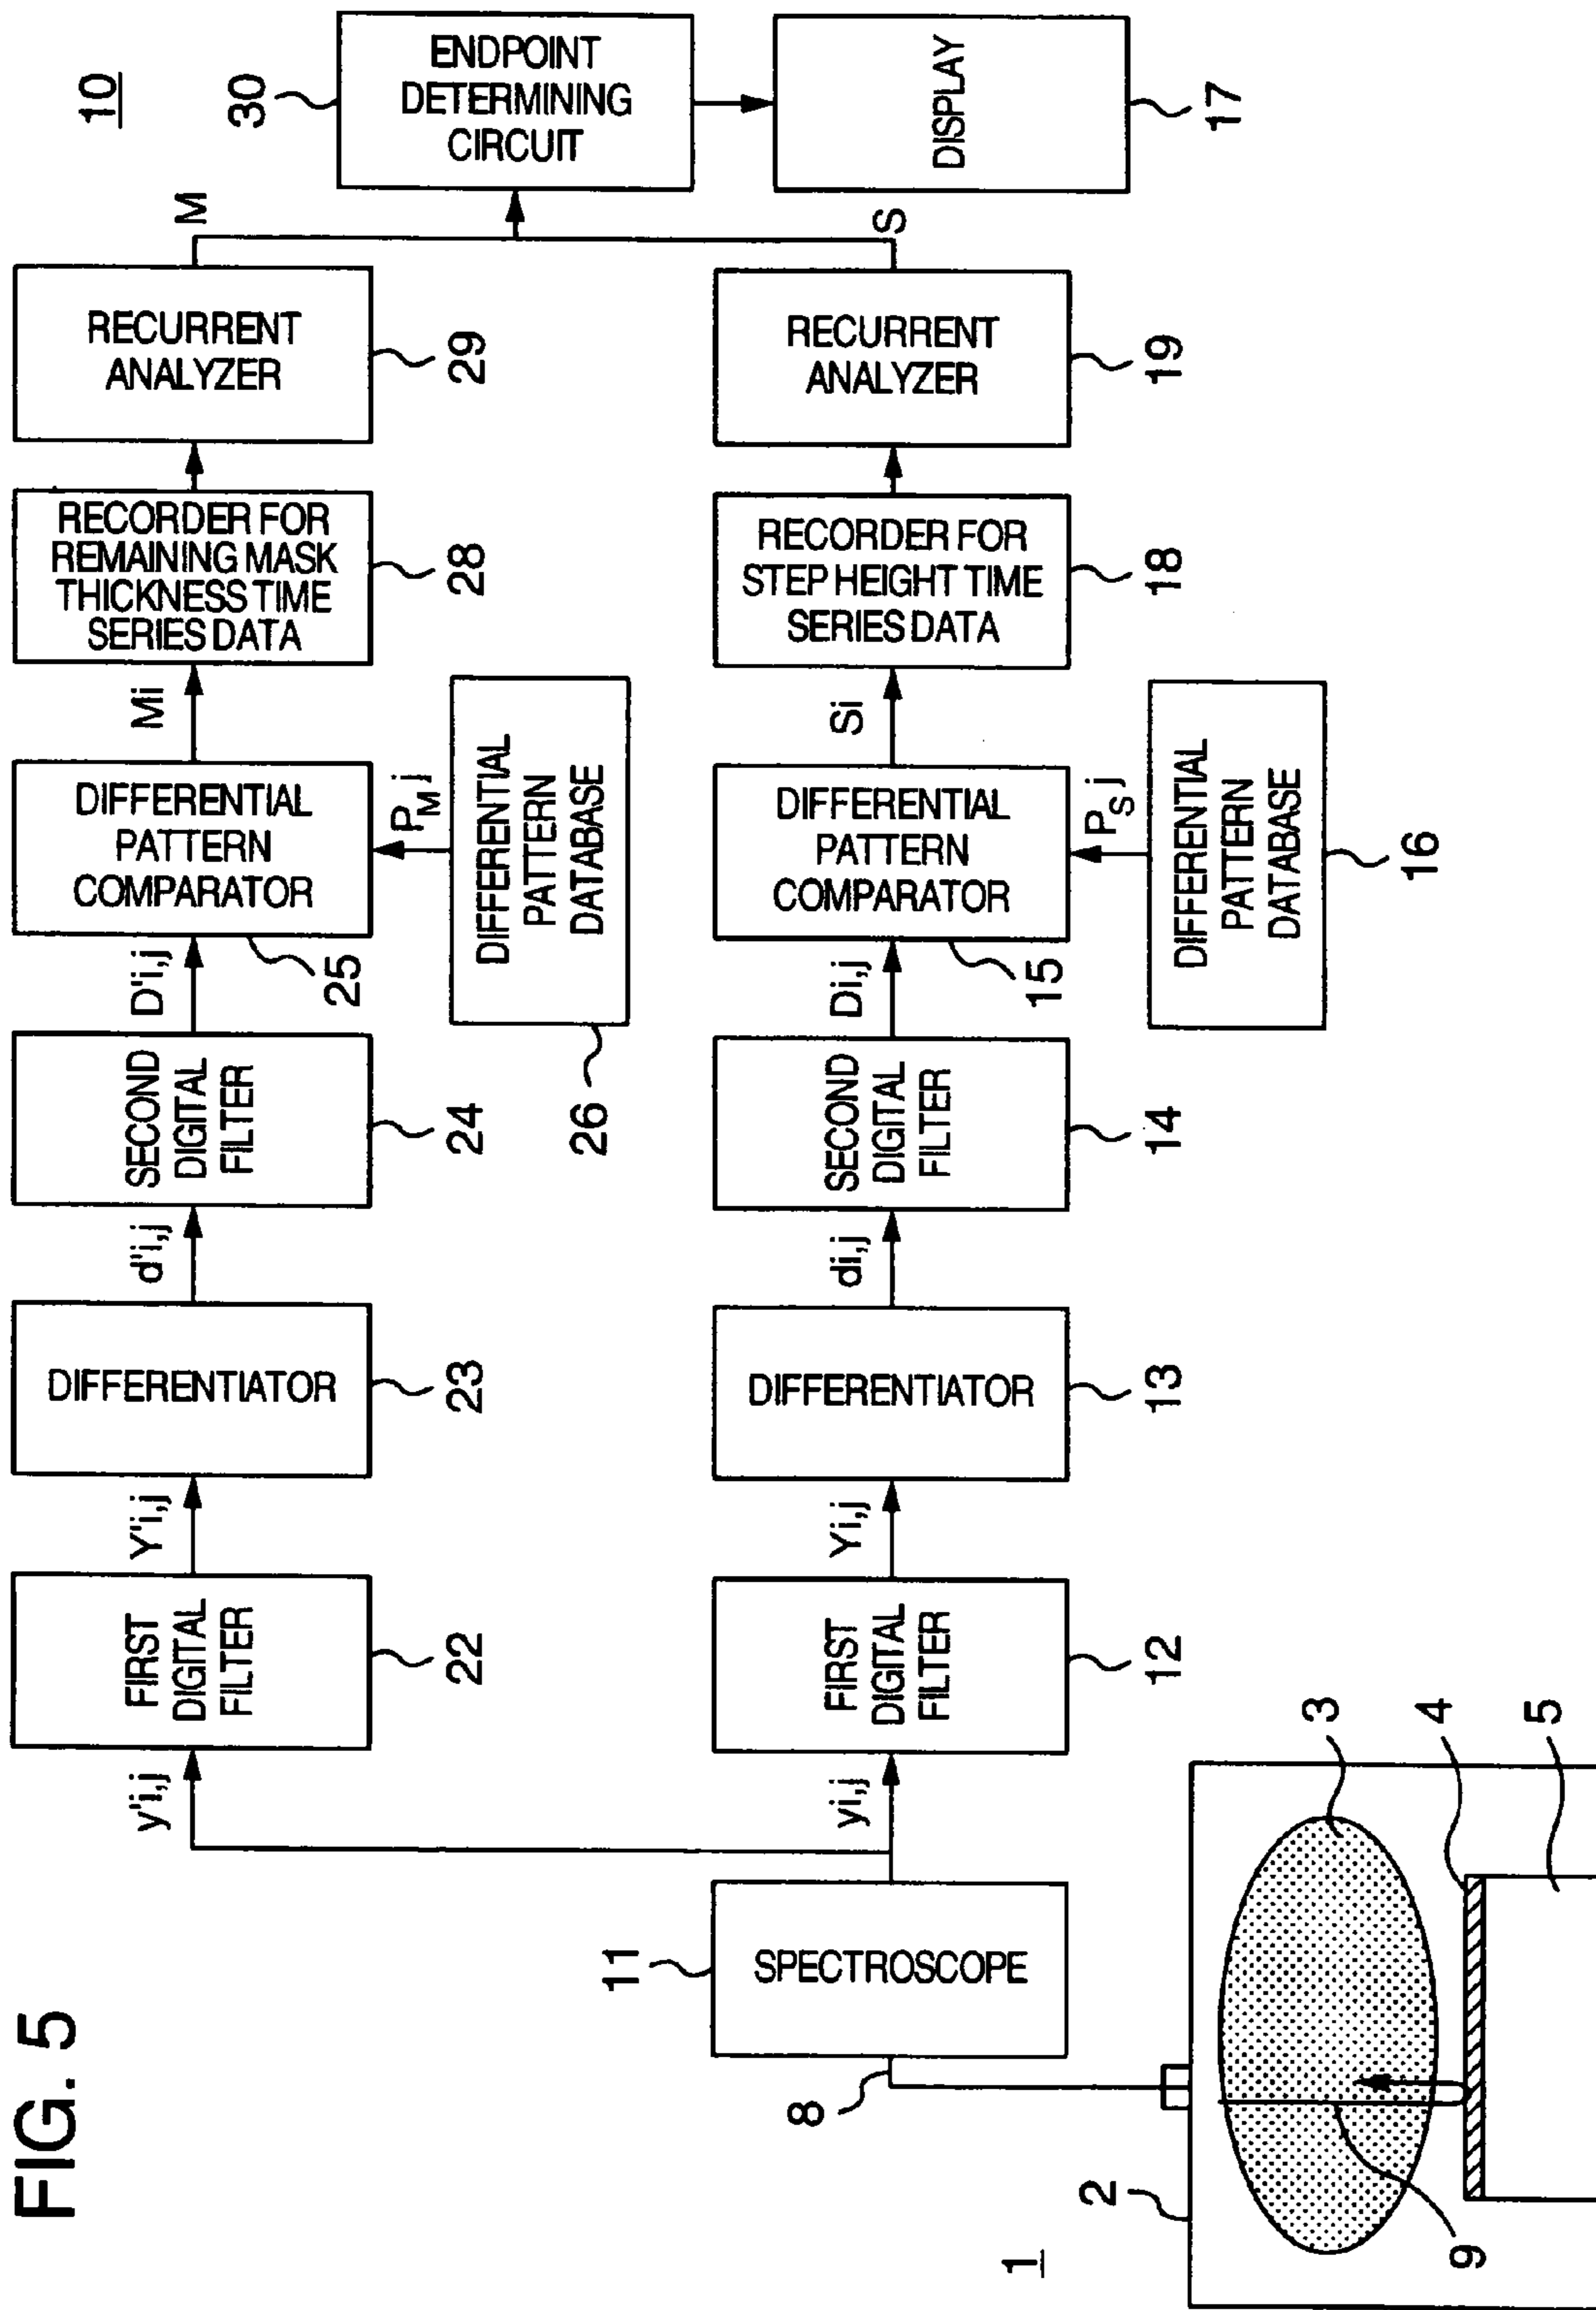 FIG. 5
10
y'i,j
FIRST
DIGITAL
FILTER
22
Y'i,j
DIFFERENTIATOR
23
d'i,j
SECOND
DIGITAL
FILTER
24
D'i,j
DIFFERENTIAL
PATTERN
COMPARATOR
25
PM j
DIFFERENTIAL
PATTERN
DATABASE
26
Mi
RECORDER FOR
REMAINING MASK
THICKNESS TIME
SERIES DATA
28
RECURRENT
ANALYZER
29
M
30
ENDPOINT
DETERMINING
CIRCUIT
DISPLAY
17
11
SPECTROSCOPE
8
yi,j
FIRST
DIGITAL
FILTER
12
Yi,j
DIFFERENTIATOR
13
di,j
SECOND
DIGITAL
FILTER
14
Di,j
DIFFERENTIAL
PATTERN
COMPARATOR
15
PS j
DIFFERENTIAL
PATTERN
DATABASE
16
Si
RECORDER FOR
STEP HEIGHT TIME
SERIES DATA
18
RECURRENT
ANALYZER
19
S
1
2
3
4
5
9